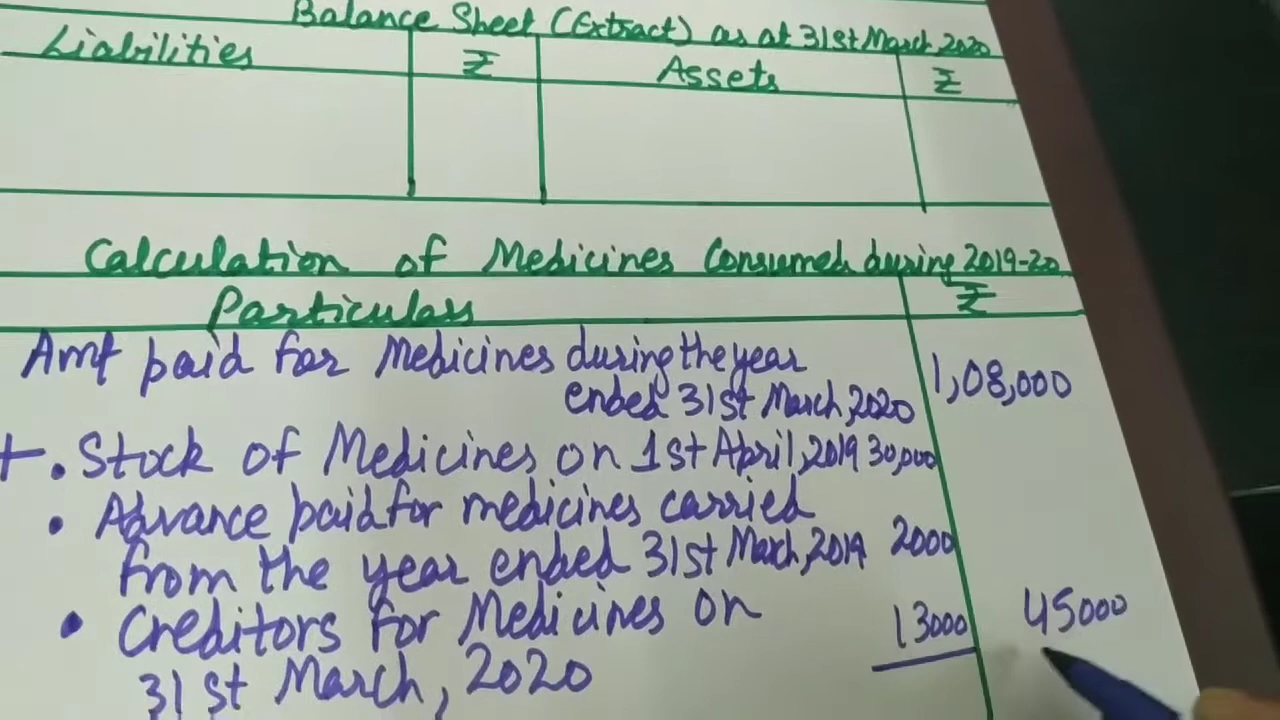 Balance Sheet (Extract) as at 31st March, 2020
Liabilities ₹ Assets ₹
Calculation of Medicines Consumed during 2019-20
Particulars ₹
Amt paid for Medicines during the year
ended 31st March, 2020 1,08,000
+ • Stock of Medicines on 1st April, 2019 30,000
• Advance paid for medicines carried
from the year ended 31st March, 2019 2000
• Creditors for Medicines on
31st March, 2020 13000 45000